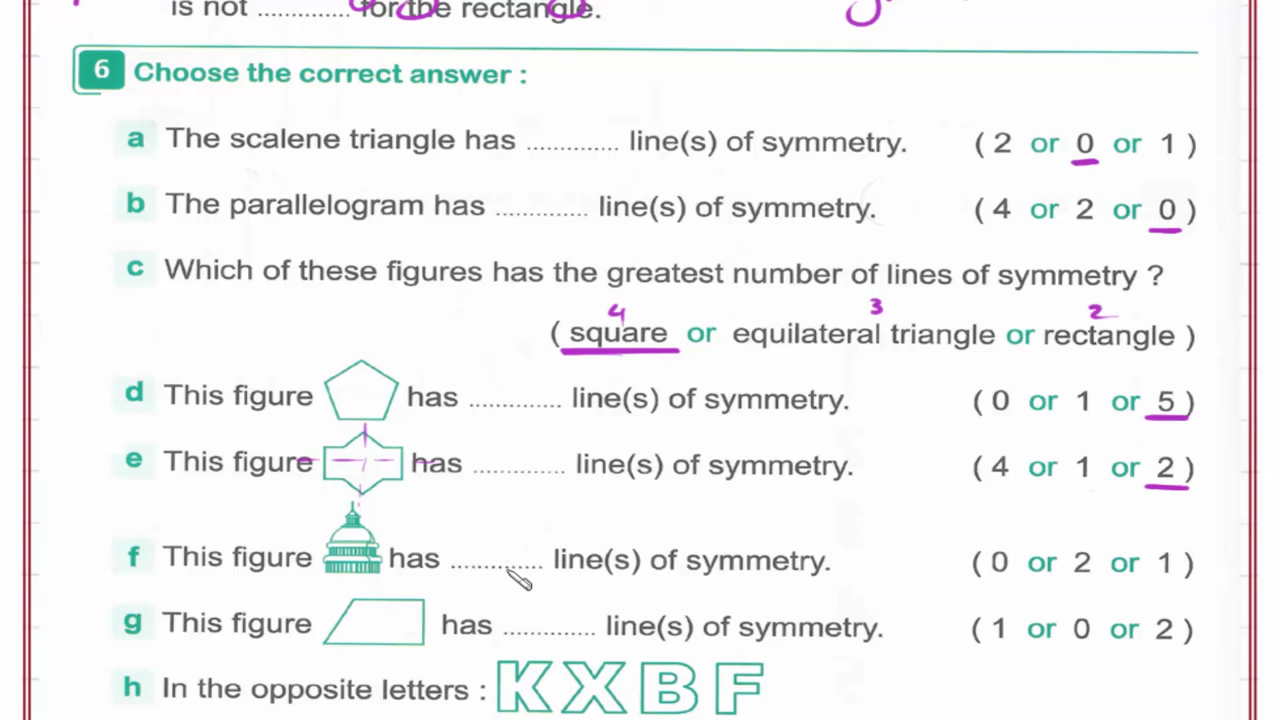 is not ............. for the rectangle.
6 Choose the correct answer :
a The scalene triangle has ............. line(s) of symmetry. ( 2 or 0 or 1 )
b The parallelogram has ............. line(s) of symmetry. ( 4 or 2 or 0 )
c Which of these figures has the greatest number of lines of symmetry ?
4 3 2
( square or equilateral triangle or rectangle )
d This figure has ............. line(s) of symmetry. ( 0 or 1 or 5 )
e This figure has ............. line(s) of symmetry. ( 4 or 1 or 2 )
f This figure has ............. line(s) of symmetry. ( 0 or 2 or 1 )
g This figure has ............. line(s) of symmetry. ( 1 or 0 or 2 )
h In the opposite letters : K X B F